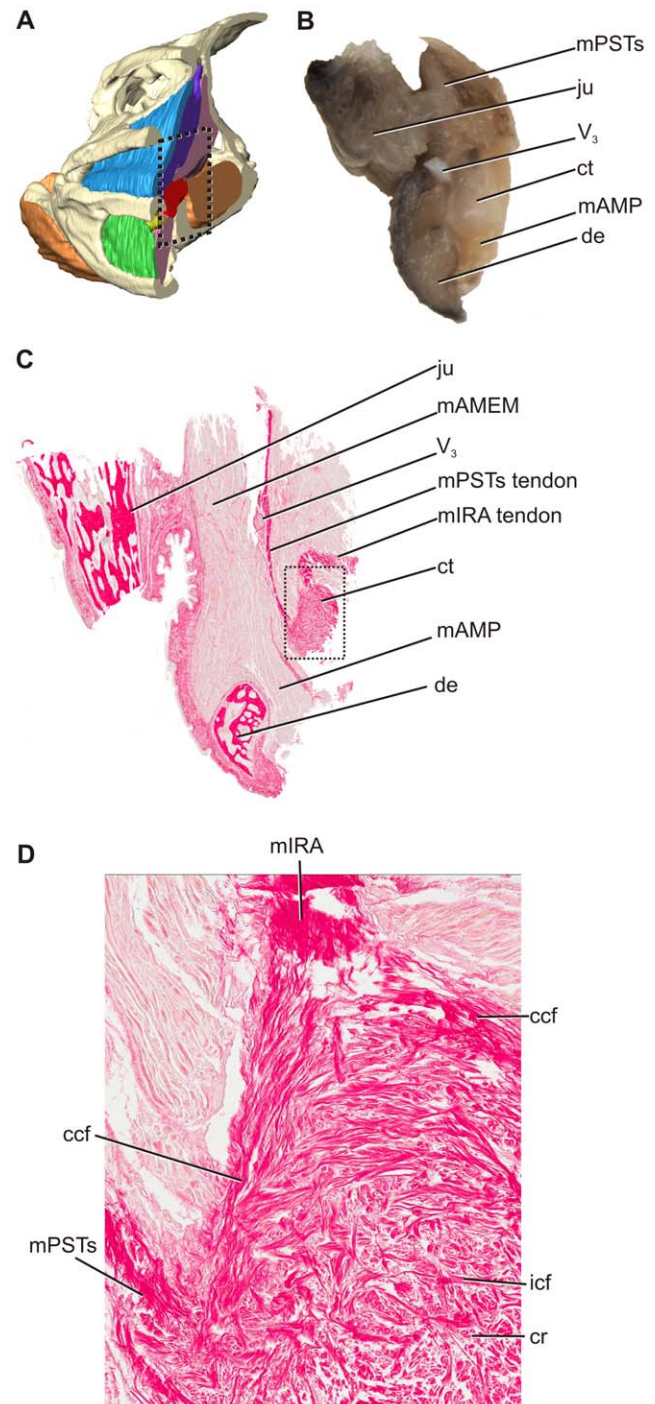 A
B
mPSTs
ju
V₃
ct
mAMP
de
C
ju
mAMEM
V₃
mPSTs tendon
mIRA tendon
ct
mAMP
de
D
mIRA
ccf
ccf
mPSTs
icf
cr